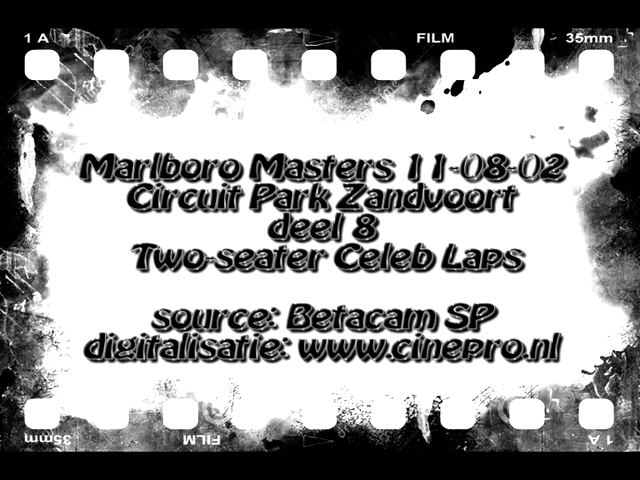 1 A FILM 35mm
Marlboro Masters 11-08-02
Circuit Park Zandvoort
deel 8
Two-seater Celeb Laps
source: Betacam SP
digitalisatie: www.cinepro.nl
35mm FILM 1 A